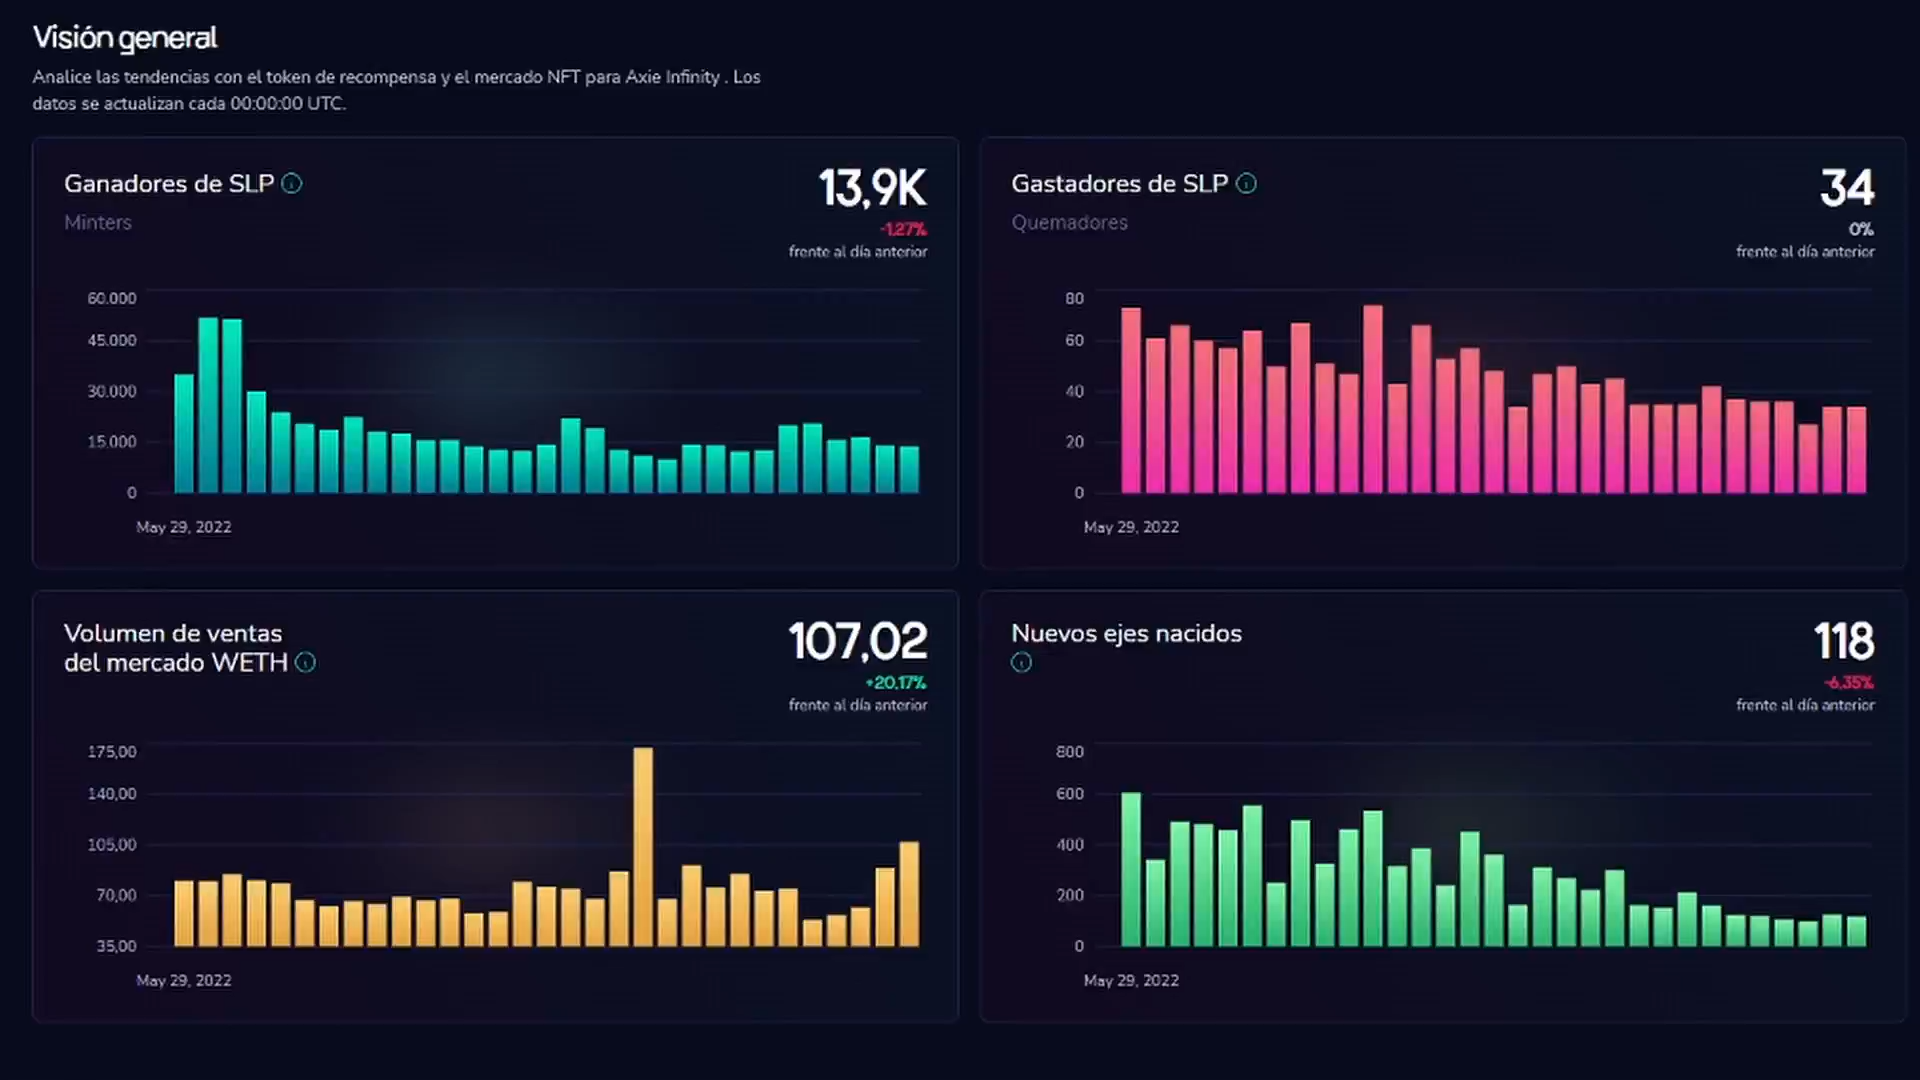 Visión general
Analice las tendencias con el token de recompensa y el mercado NFT para Axie Infinity . Los
datos se actualizan cada 00:00:00 UTC.
Ganadores de SLP
Minters
13,9K
-1,27%
frente al día anterior
60.000
45.000
30.000
15.000
0
May 29, 2022
Gastadores de SLP
Quemadores
34
0%
frente al día anterior
80
60
40
20
0
May 29, 2022
Volumen de ventas
del mercado WETH
107,02
+20,17%
frente al día anterior
175,00
140,00
105,00
70,00
35,00
May 29, 2022
Nuevos ejes nacidos
118
-6,35%
frente al día anterior
800
600
400
200
0
May 29, 2022